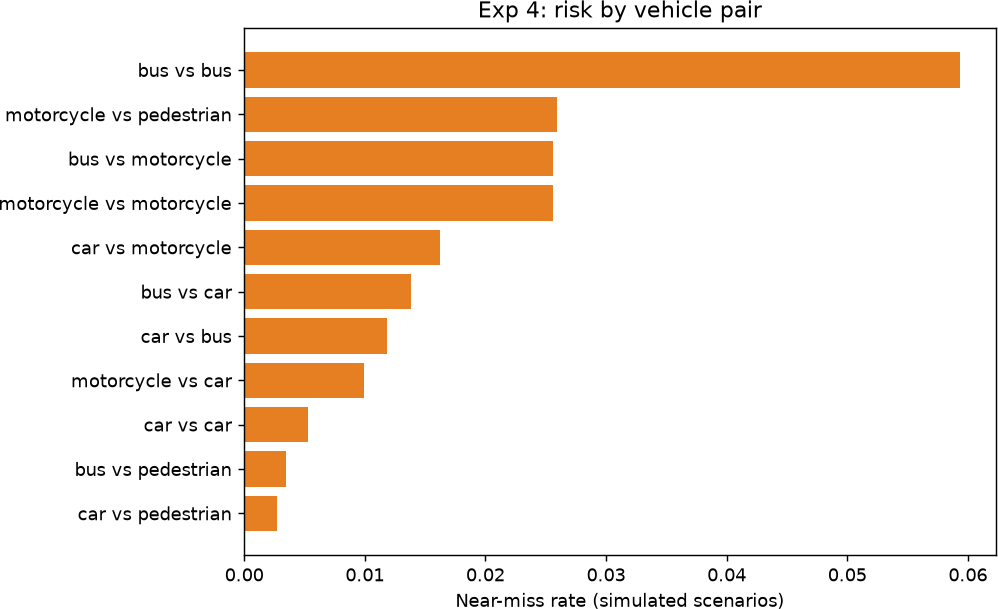 Exp 4: risk by vehicle pair
bus vs bus
motorcycle vs pedestrian
bus vs motorcycle
motorcycle vs motorcycle
car vs motorcycle
bus vs car
car vs bus
motorcycle vs car
car vs car
bus vs pedestrian
car vs pedestrian
0.00 0.01 0.02 0.03 0.04 0.05 0.06
Near-miss rate (simulated scenarios)